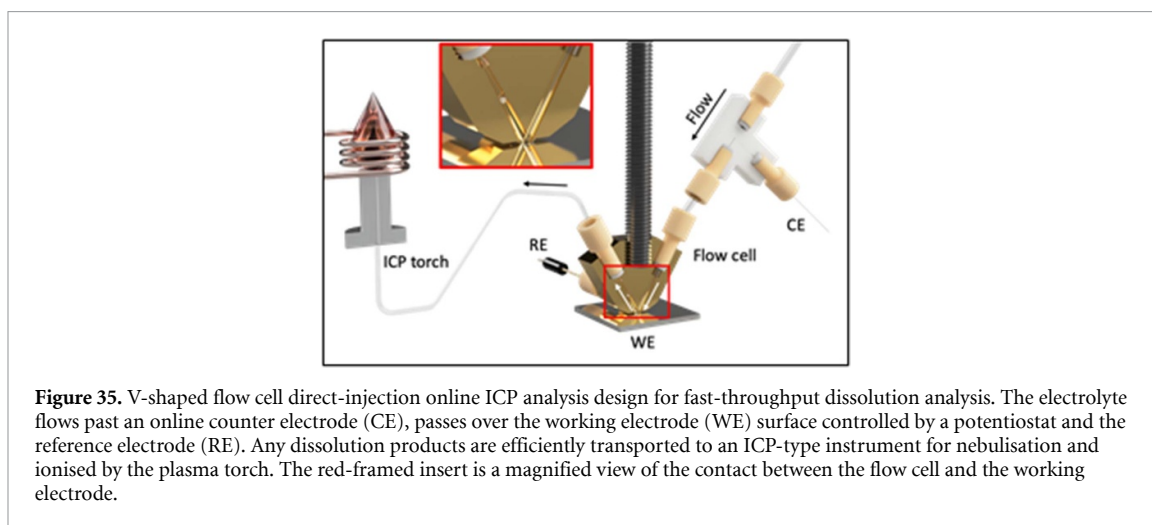 Flow
CE
RE
ICP torch
Flow cell
WE
Figure 35. V-shaped flow cell direct-injection online ICP analysis design for fast-throughput dissolution analysis. The electrolyte
flows past an online counter electrode (CE), passes over the working electrode (WE) surface controlled by a potentiostat and the
reference electrode (RE). Any dissolution products are efficiently transported to an ICP-type instrument for nebulisation and
ionised by the plasma torch. The red-framed insert is a magnified view of the contact between the flow cell and the working
electrode.